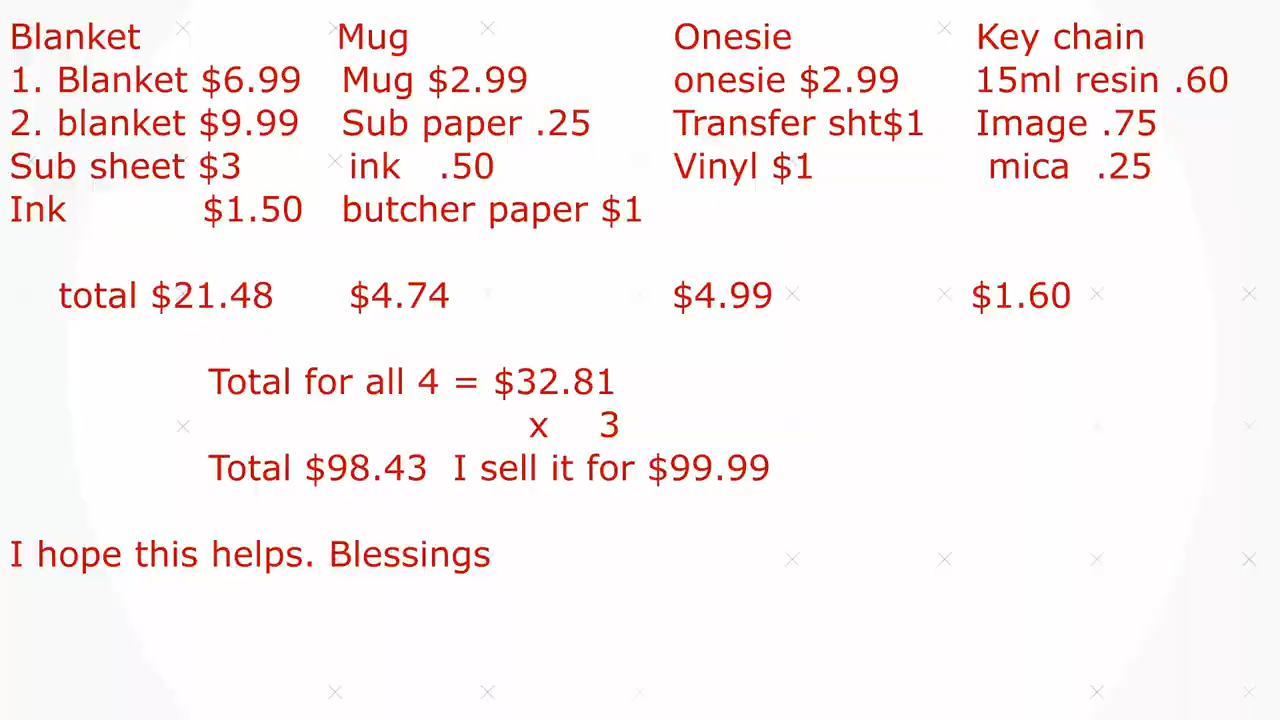 Blanket Mug Onesie Key chain
1. Blanket $6.99 Mug $2.99 onesie $2.99 15ml resin .60
2. blanket $9.99 Sub paper .25 Transfer sht$1 Image .75
Sub sheet $3 ink .50 Vinyl $1 mica .25
Ink $1.50 butcher paper $1
total $21.48 $4.74 $4.99 $1.60
Total for all 4 = $32.81
x 3
Total $98.43 I sell it for $99.99
I hope this helps. Blessings